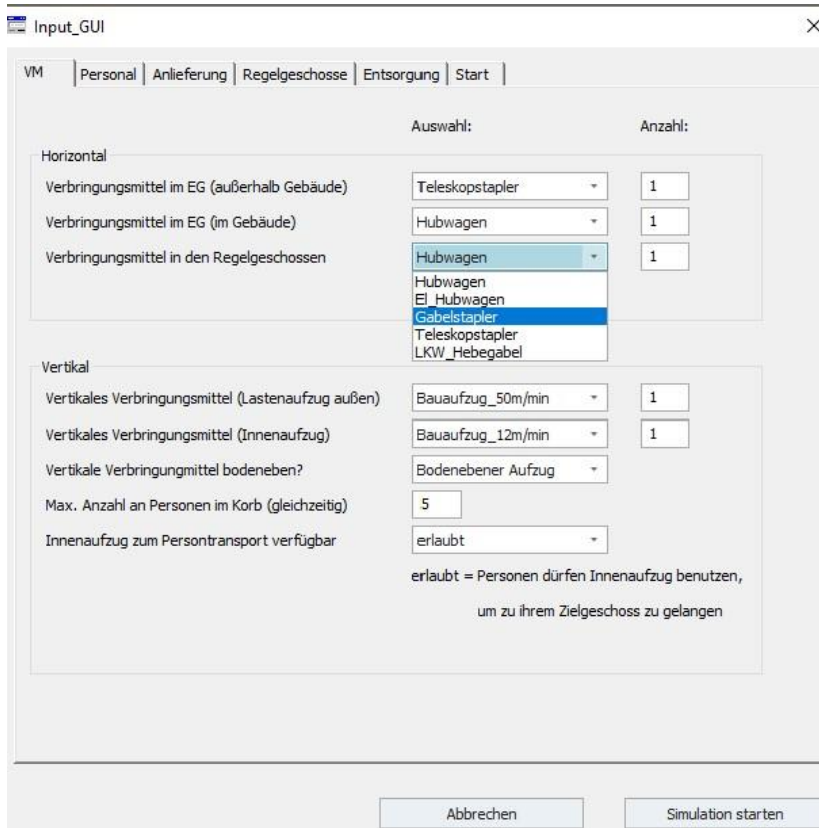 Input_GUI
VM Personal Anlieferung Regelgeschosse Entsorgung Start
Auswahl: Anzahl:
Horizontal
Verbringungsmittel im EG (außerhalb Gebäude) Teleskopstapler 1
Verbringungsmittel im EG (im Gebäude) Hubwagen 1
Verbringungsmittel in den Regelgeschossen Hubwagen 1
Hubwagen
El_Hubwagen
Gabelstapler
Teleskopstapler
LKW_Hebegabel
Vertikal
Vertikales Verbringungsmittel (Lastenaufzug außen) Bauaufzug_50m/min 1
Vertikales Verbringungsmittel (Innenaufzug) Bauaufzug_12m/min 1
Vertikale Verbringungmittel bodeneben? Bodenebener Aufzug
Max. Anzahl an Personen im Korb (gleichzeitig) 5
Innenaufzug zum Persontransport verfügbar erlaubt
erlaubt = Personen dürfen Innenaufzug benutzen,
um zu ihrem Zielgeschoss zu gelangen
Abbrechen Simulation starten